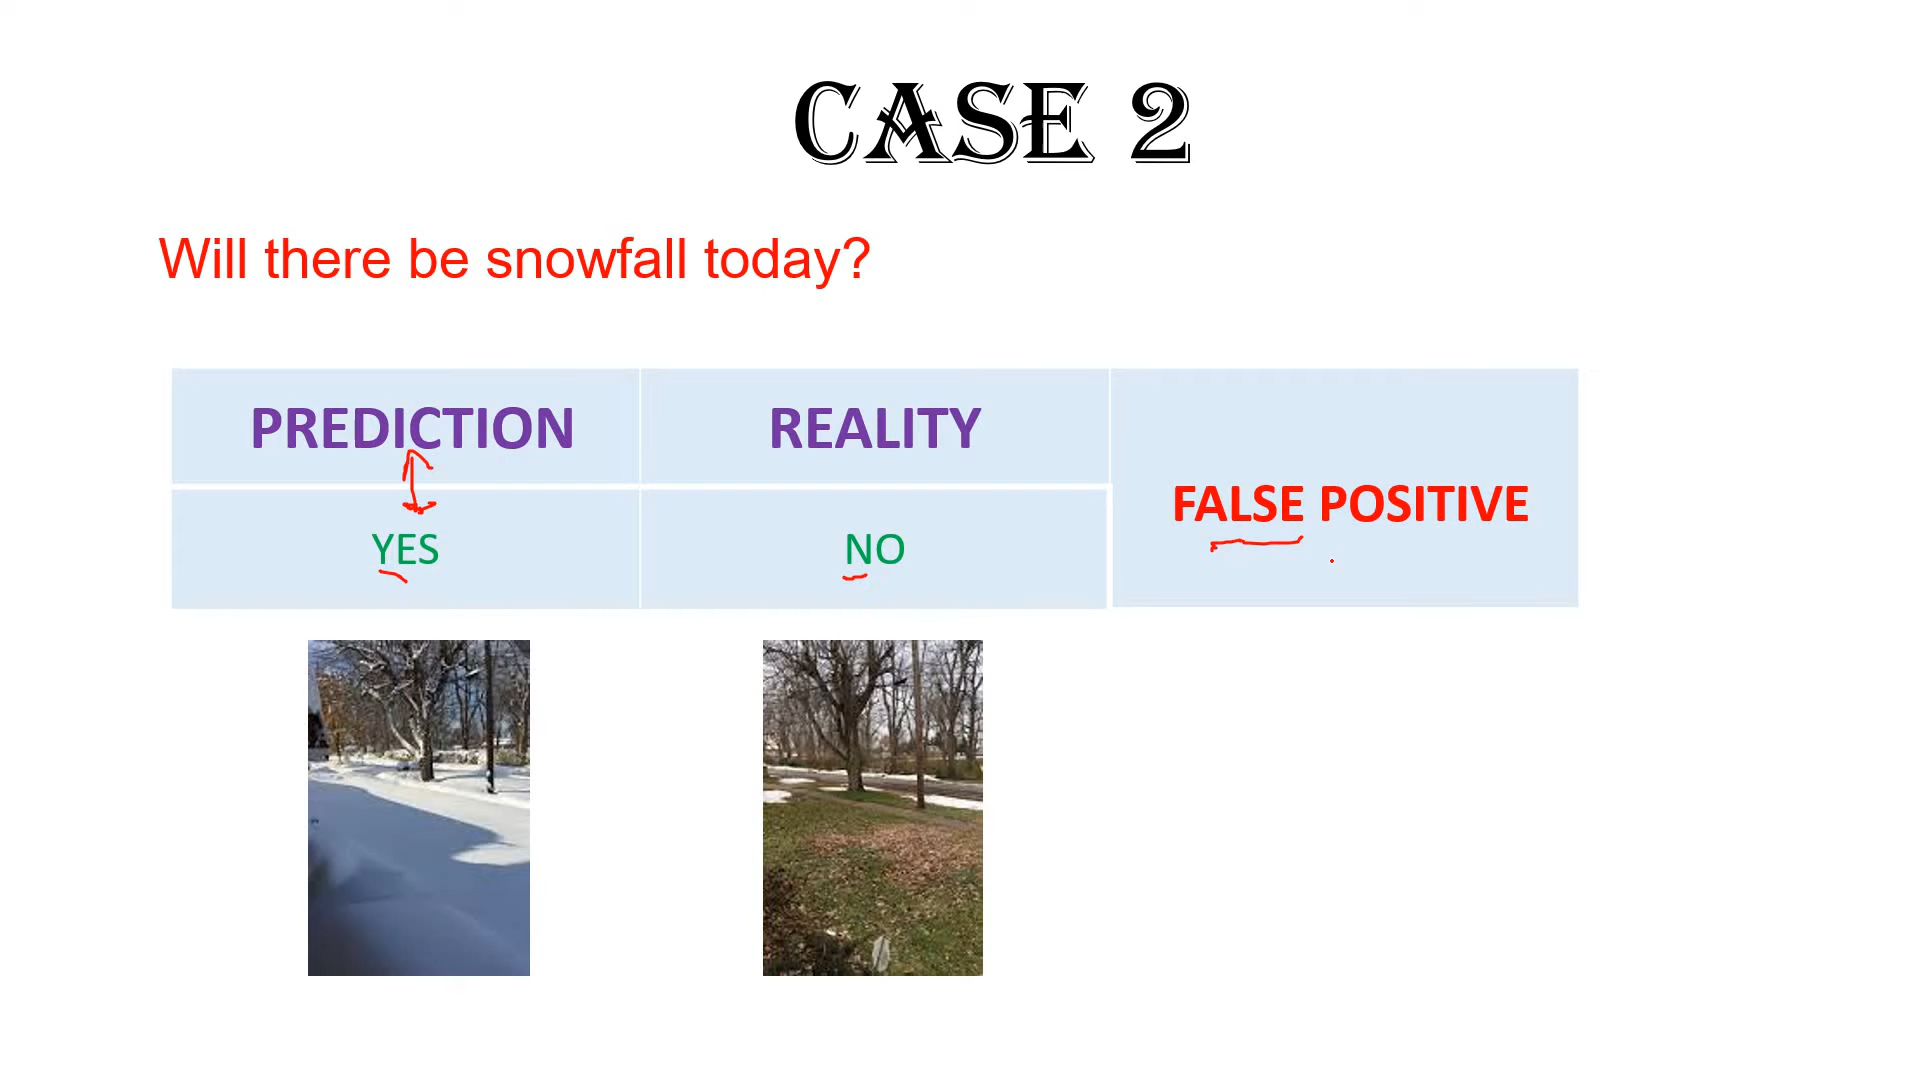 CASE 2
Will there be snowfall today?
PREDICTION REALITY
FALSE POSITIVE
YES NO